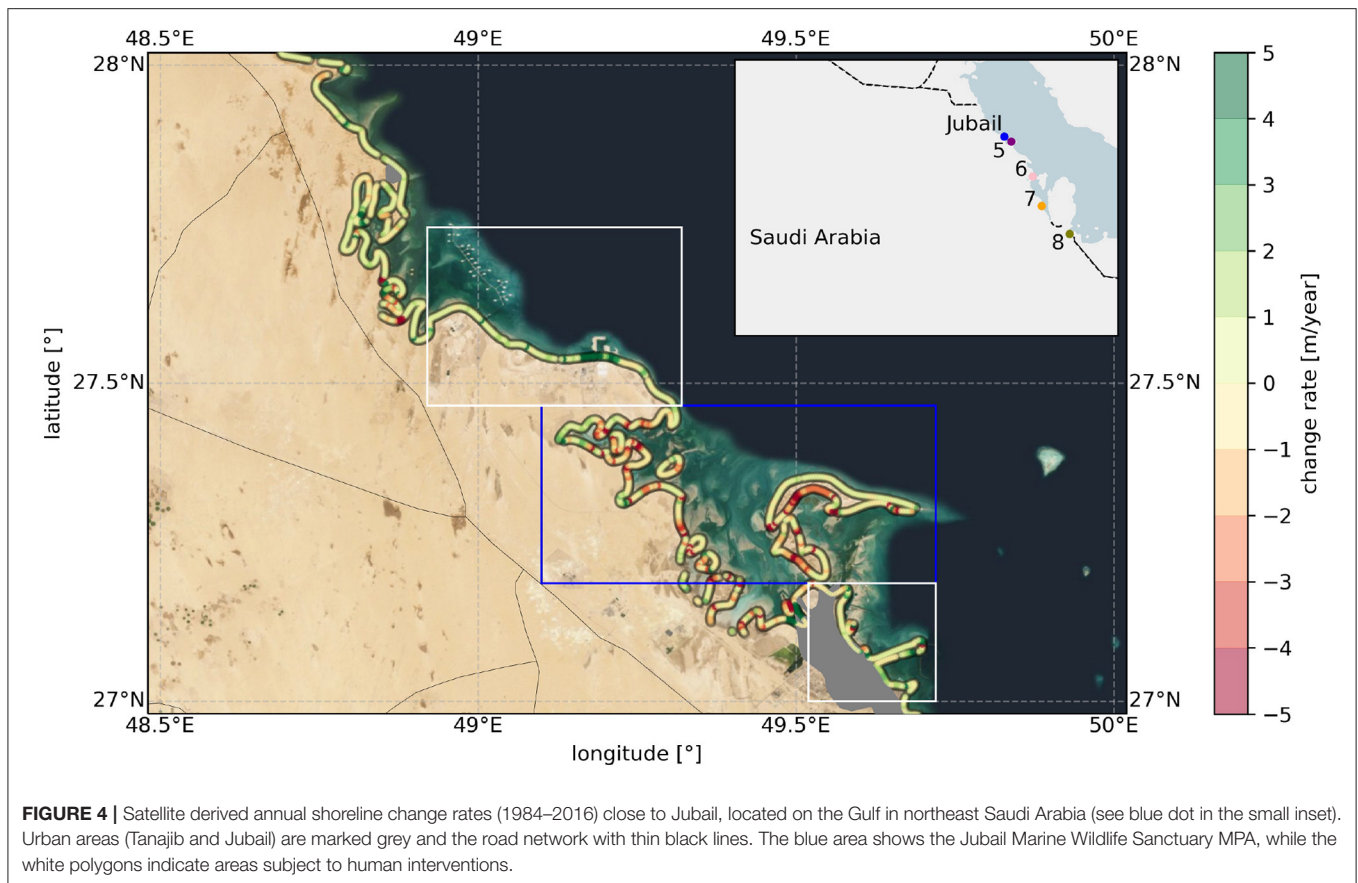 48.5°E 49°E 49.5°E 50°E
28°N 28°N
27.5°N 27.5°N
27°N 27°N
48.5°E 49°E 49.5°E 50°E
latitude [°]
longitude [°]
Jubail
5
6
7
8
Saudi Arabia
5
4
3
2
1
0
−1
−2
−3
−4
−5
change rate [m/year]
FIGURE 4 | Satellite derived annual shoreline change rates (1984–2016) close to Jubail, located on the Gulf in northeast Saudi Arabia (see blue dot in the small inset).
Urban areas (Tanajib and Jubail) are marked grey and the road network with thin black lines. The blue area shows the Jubail Marine Wildlife Sanctuary MPA, while the
white polygons indicate areas subject to human interventions.